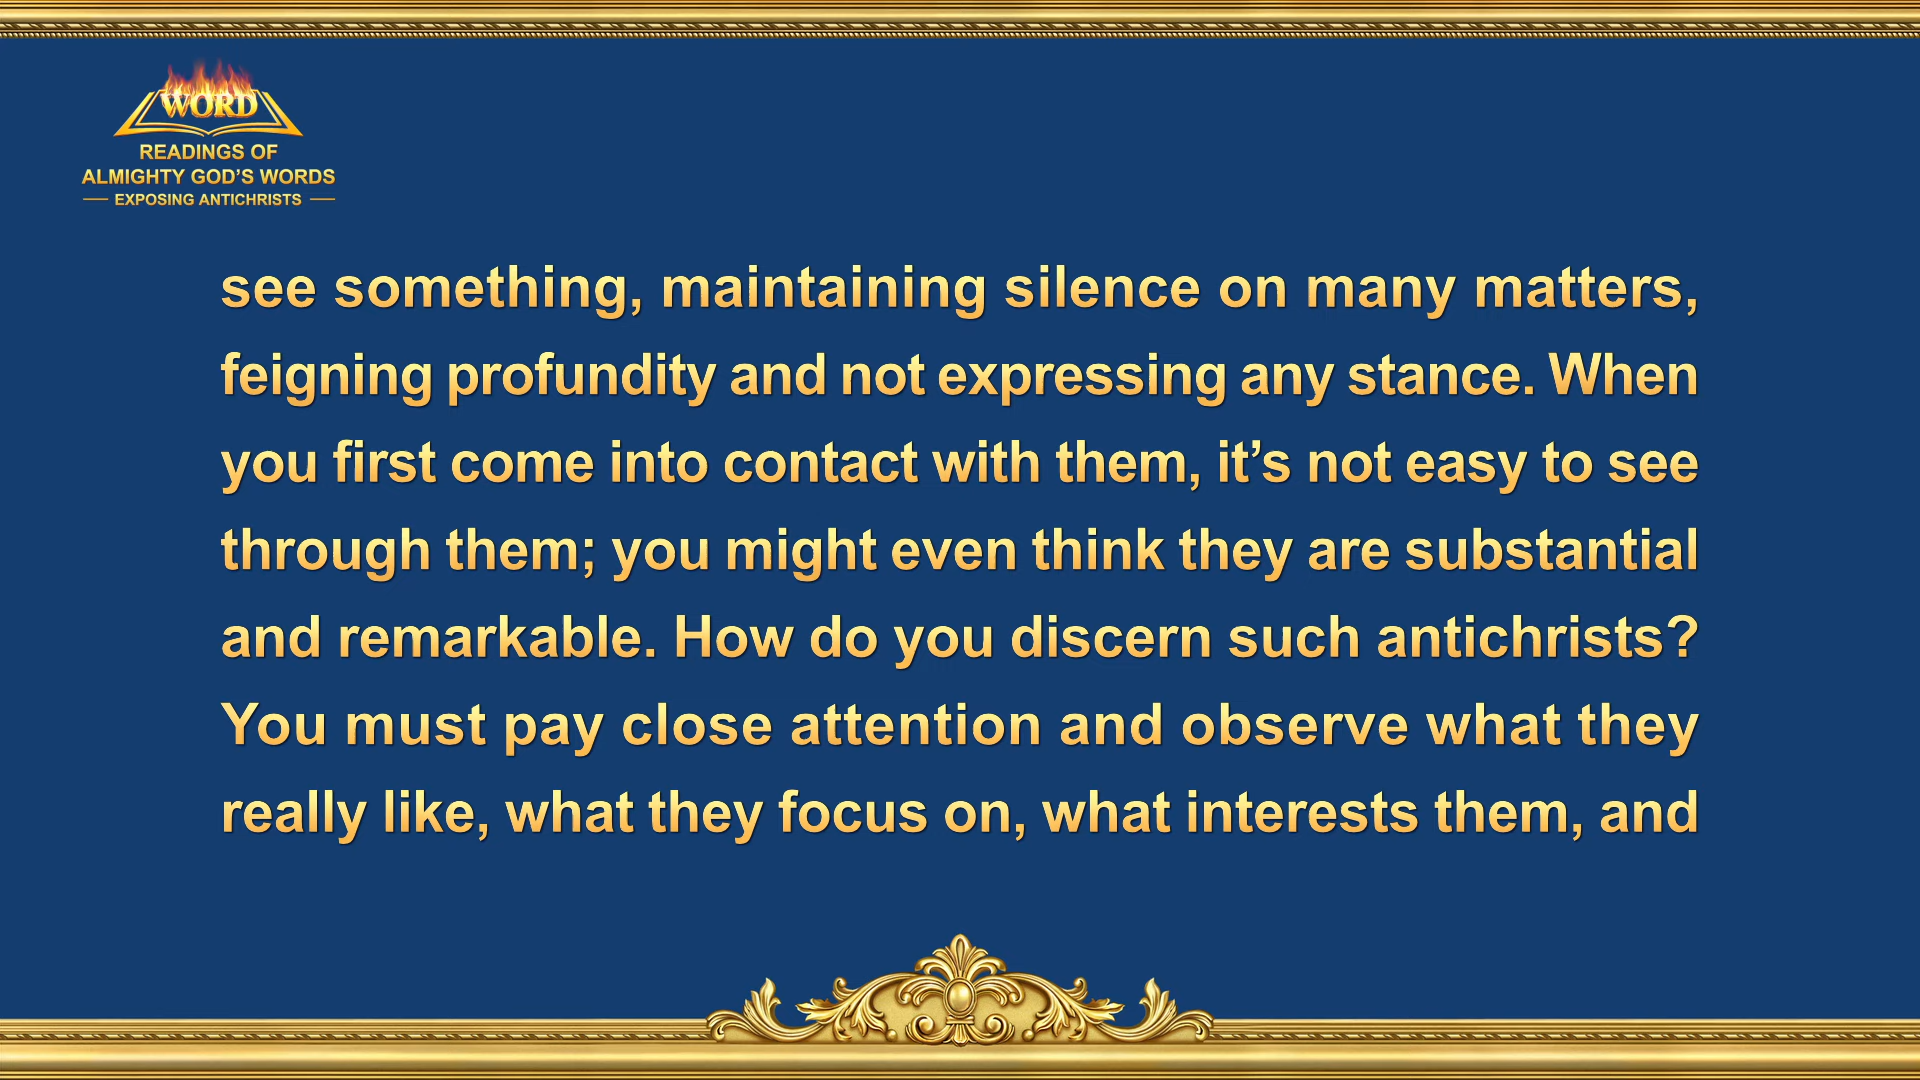 WORD
READINGS OF
ALMIGHTY GOD’S WORDS
EXPOSING ANTICHRISTS
see something, maintaining silence on many matters,
feigning profundity and not expressing any stance. When
you first come into contact with them, it’s not easy to see
through them; you might even think they are substantial
and remarkable. How do you discern such antichrists?
You must pay close attention and observe what they
really like, what they focus on, what interests them, and